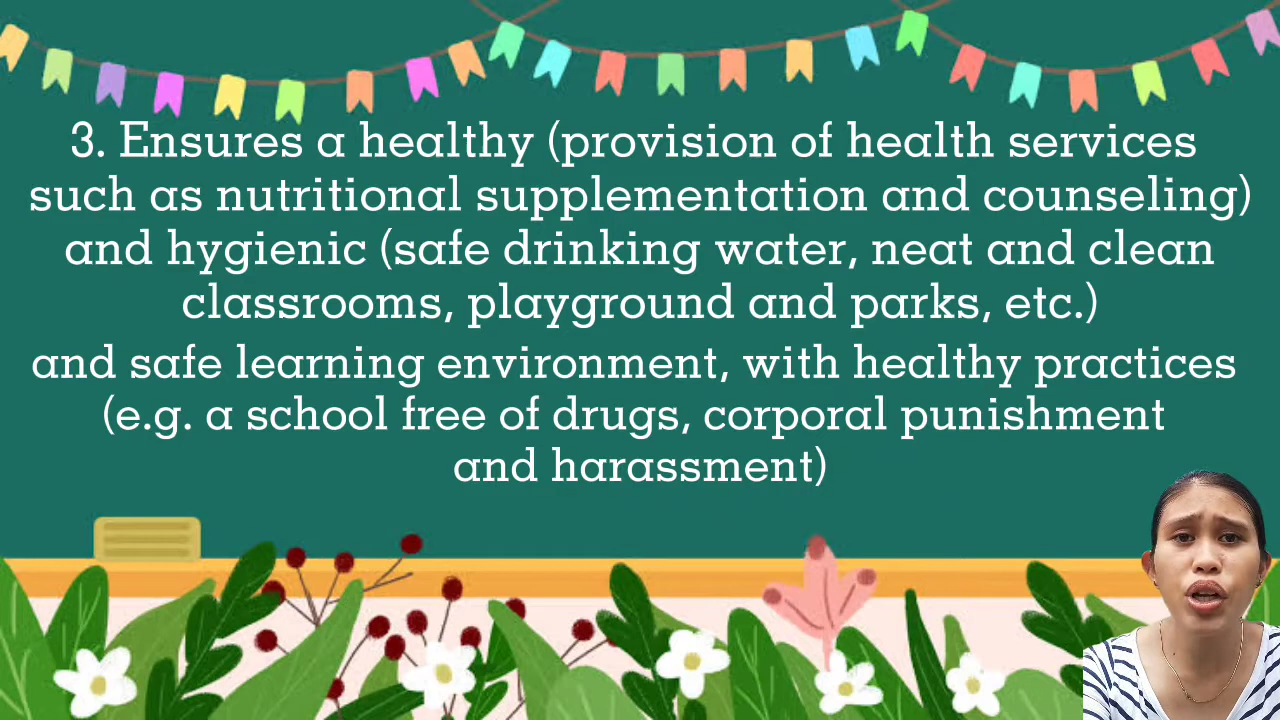 3. Ensures a healthy (provision of health services
such as nutritional supplementation and counseling)
and hygienic (safe drinking water, neat and clean
classrooms, playground and parks, etc.)
and safe learning environment, with healthy practices
(e.g. a school free of drugs, corporal punishment
and harassment)